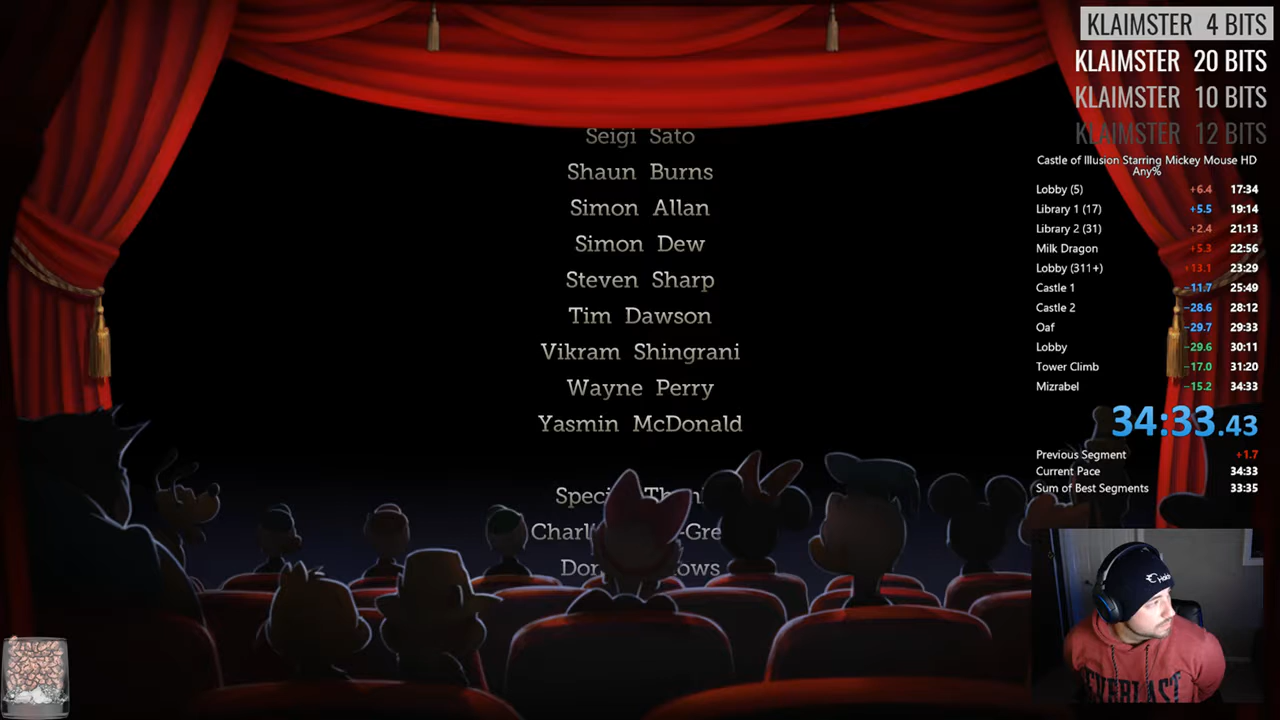 Seigi Sato
Shaun Burns
Simon Allan
Simon Dew
Steven Sharp
Tim Dawson
Vikram Shingrani
Wayne Perry
Yasmin McDonald
KLAIMSTER 4 BITS
KLAIMSTER 20 BITS
KLAIMSTER 10 BITS
KLAIMSTER 12 BITS
Castle of Illusion Starring Mickey Mouse HD
Any%
Lobby (5) +6.4 17:34
Library 1 (17) +5.5 19:14
Library 2 (31) +2.4 21:13
Milk Dragon +5.3 22:56
Lobby (311+) +13.1 23:29
Castle 1 −11.7 25:49
Castle 2 −28.6 28:12
Oaf −29.7 29:33
Lobby −29.6 30:11
Tower Climb −17.0 31:20
Mizrabel −15.2 34:33
34:33.43
Previous Segment +1.7
Current Pace 34:33
Sum of Best Segments 33:35
EVERLAST